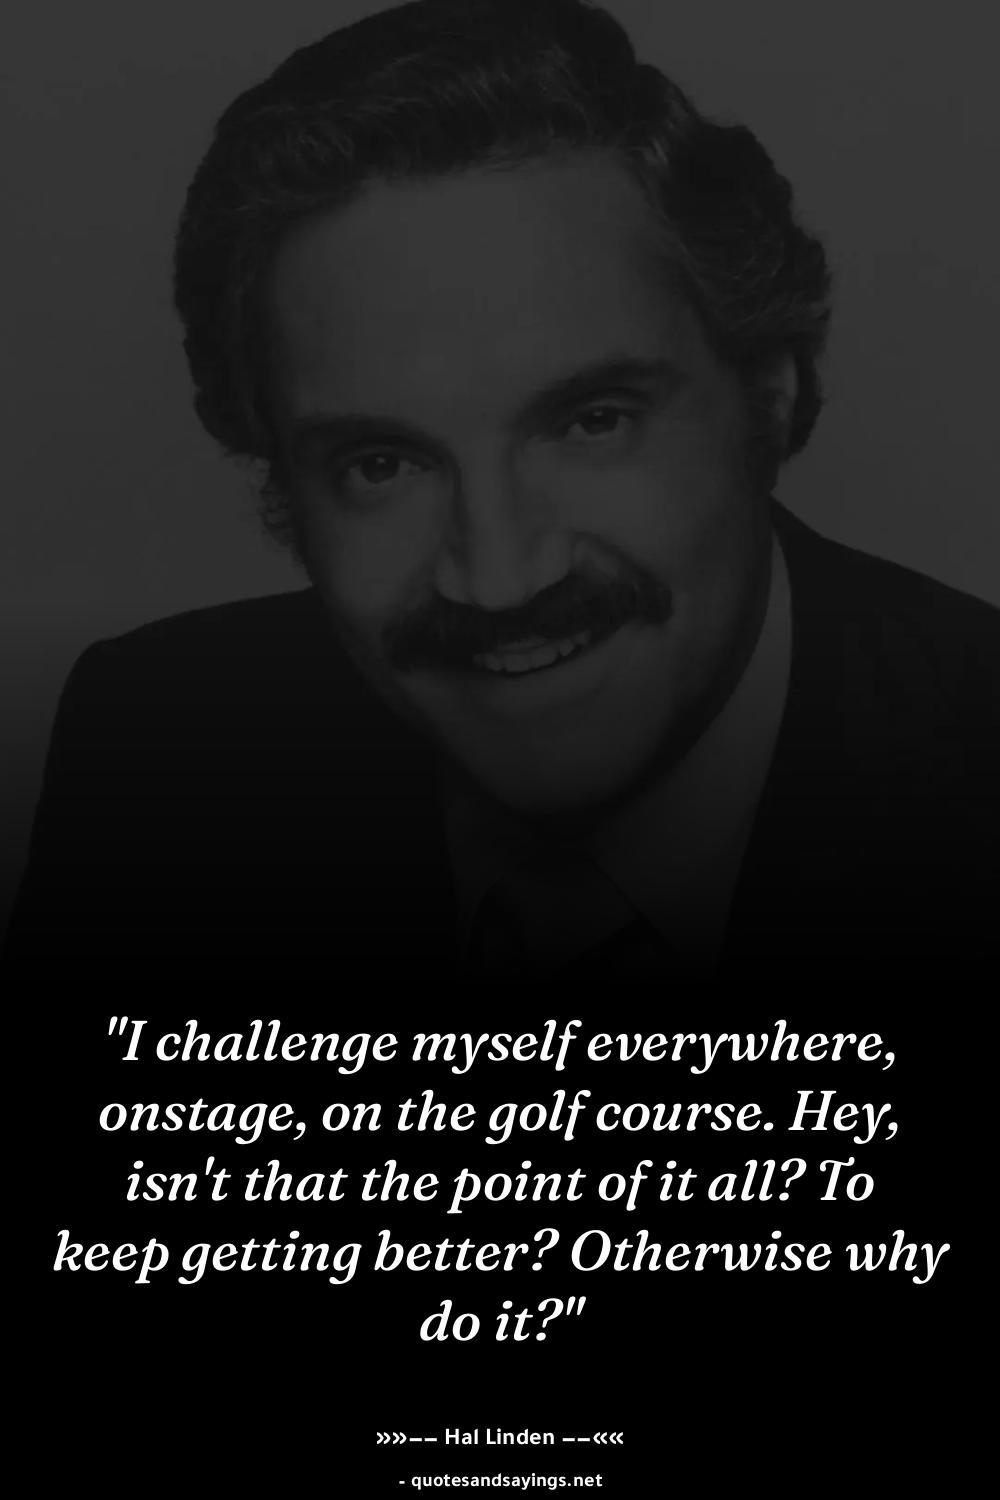 "I challenge myself everywhere,
onstage, on the golf course. Hey,
isn't that the point of it all? To
keep getting better? Otherwise why
do it?"
»»—— Hal Linden ——««
- quotesandsayings.net